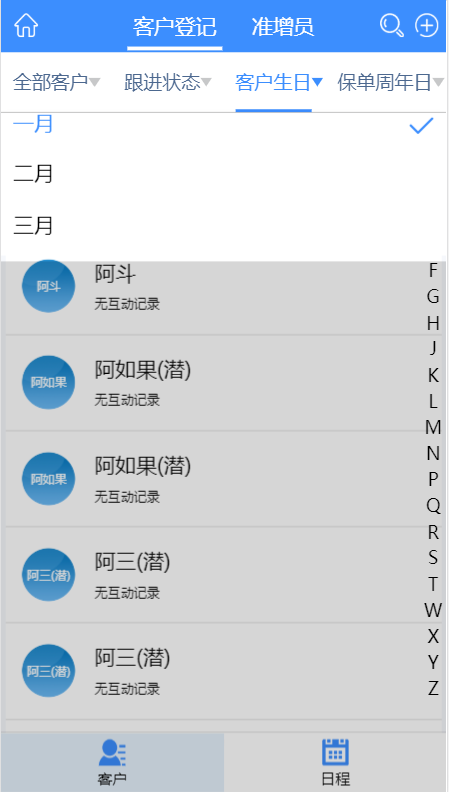 客户登记 准增员
全部客户 跟进状态 客户生日 保单周年日
一月
二月
三月
阿斗 阿斗
无互动记录
阿如果 阿如果(潜)
无互动记录
阿如果 阿如果(潜)
无互动记录
阿三(潜) 阿三(潜)
无互动记录
阿三(潜) 阿三(潜)
无互动记录
F
G
H
J
K
L
M
N
P
Q
R
S
T
W
X
Y
Z
客户 日程